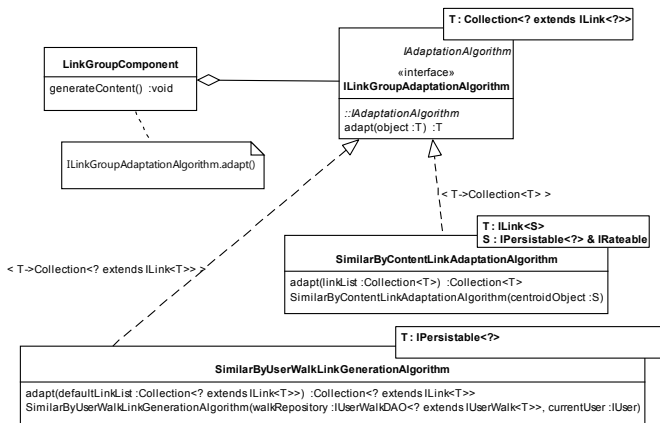 T : Collection<? extends ILink<?>>
IAdaptationAlgorithm
«interface»
ILinkGroupAdaptationAlgorithm
::IAdaptationAlgorithm
adapt(object :T) :T
LinkGroupComponent
generateContent() :void
ILinkGroupAdaptationAlgorithm.adapt()
< T->Collection<T> >
T : ILink<S>
S : IPersistable<?> & IRateable
SimilarByContentLinkAdaptationAlgorithm
adapt(linkList :Collection<T>) :Collection<T>
SimilarByContentLinkAdaptationAlgorithm(centroidObject :S)
< T->Collection<? extends ILink<T>> >
T : IPersistable<?>
SimilarByUserWalkLinkGenerationAlgorithm
adapt(defaultLinkList :Collection<? extends ILink<T>>) :Collection<? extends ILink<T>>
SimilarByUserWalkLinkGenerationAlgorithm(walkRepository :IUserWalkDAO<? extends IUserWalk<T>>, currentUser :IUser)